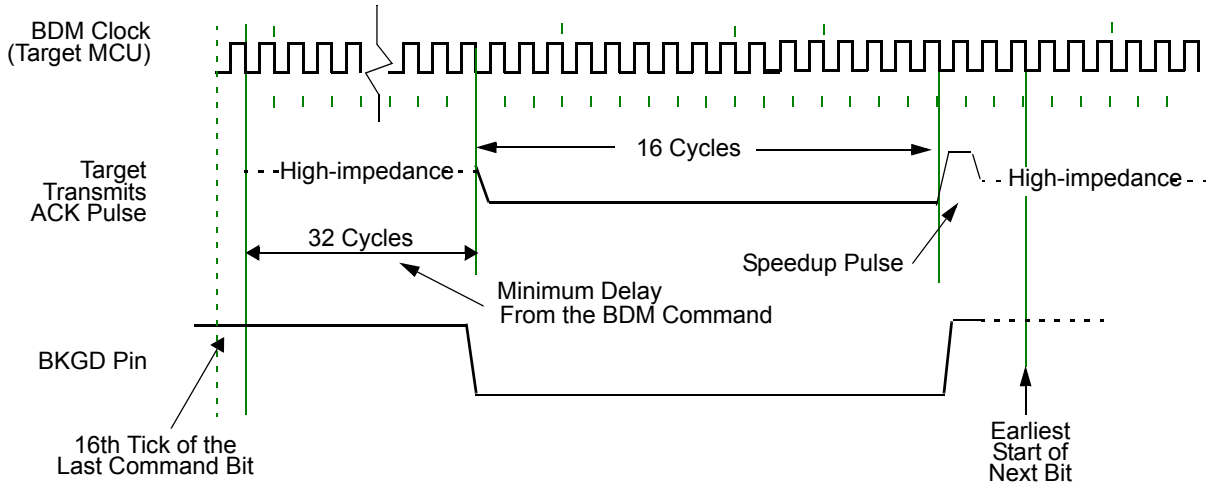 BDM Clock
(Target MCU)
Target
Transmits
ACK Pulse
High-impedance
16 Cycles
High-impedance
32 Cycles
Speedup Pulse
Minimum Delay
From the BDM Command
BKGD Pin
16th Tick of the
Last Command Bit
Earliest
Start of
Next Bit